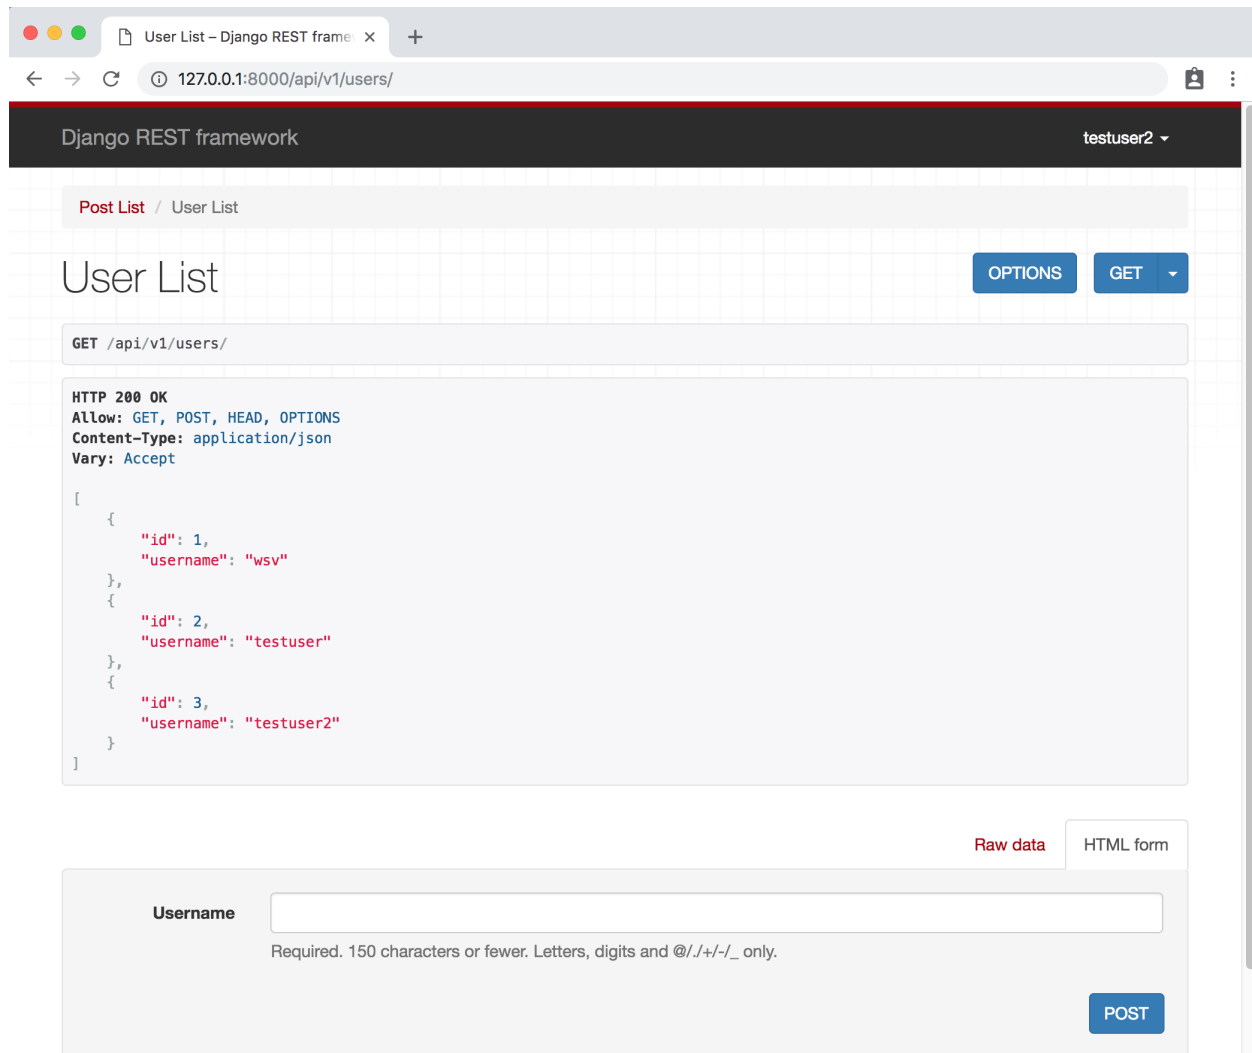 User List – Django REST frame
127.0.0.1:8000/api/v1/users/
Django REST framework
testuser2
Post List / User List
User List
OPTIONS
GET
GET /api/v1/users/
HTTP 200 OK
Allow: GET, POST, HEAD, OPTIONS
Content-Type: application/json
Vary: Accept
[
    {
        "id": 1,
        "username": "wsv"
    },
    {
        "id": 2,
        "username": "testuser"
    },
    {
        "id": 3,
        "username": "testuser2"
    }
]
Raw data
HTML form
Username
Required. 150 characters or fewer. Letters, digits and @/./+/-/_ only.
POST